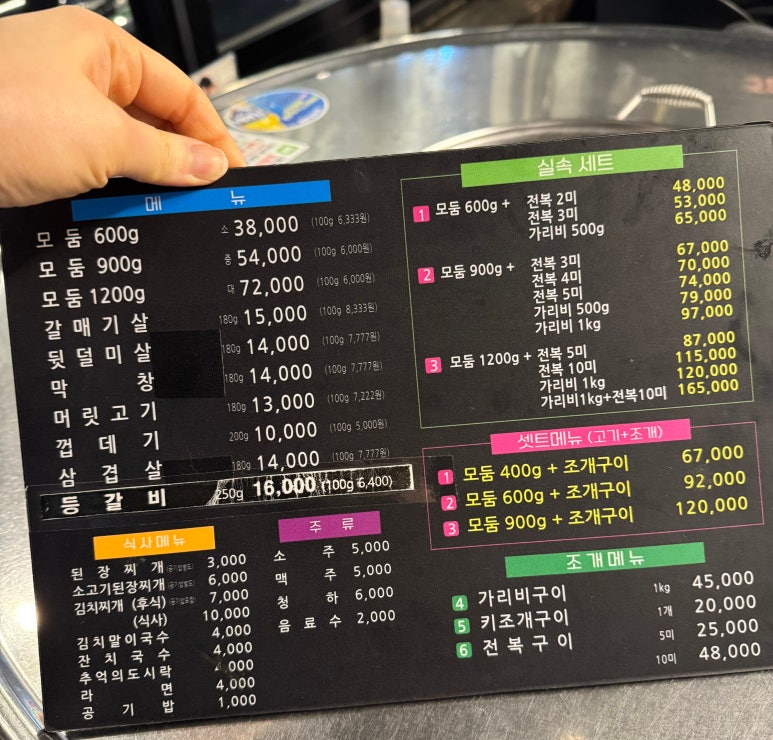 메 뉴
모 둠 600g 소 38,000 (100g 6,333원)
모 둠 900g 중 54,000 (100g 6,000원)
모 둠 1200g 대 72,000 (100g 6,000원)
갈 매 기 살 180g 15,000 (100g 8,333원)
뒷 덜 미 살 180g 14,000 (100g 7,777원)
막 창 180g 14,000 (100g 7,777원)
머 릿 고 기 180g 13,000 (100g 7,222원)
껍 데 기 200g 10,000 (100g 5,000원)
삼 겹 살 180g 14,000 (100g 7,777원)
등 갈 비 250g 16,000 (100g 6,400)
식사메뉴
된 장 찌 개 3,000
소고기된장찌개 6,000
김치찌개 (후식) 7,000
(식사) 10,000
김치말이국수 4,000
잔 치 국 수 4,000
추억의도시락
라 면 4,000
공 기 밥 1,000
주 류
소 주 5,000
맥 주 5,000
청 하 6,000
음 료 수 2,000
실속 세트
1 모둠 600g + 전복 2미 48,000
전복 3미 53,000
가리비 500g 65,000
2 모둠 900g + 전복 3미 67,000
전복 4미 70,000
전복 5미 74,000
가리비 500g 79,000
가리비 1kg 97,000
3 모둠 1200g + 전복 5미 87,000
전복 10미 115,000
가리비 1kg 120,000
가리비1kg+전복10미 165,000
셋트메뉴 (고기+조개)
1 모둠 400g + 조개구이 67,000
2 모둠 600g + 조개구이 92,000
3 모둠 900g + 조개구이 120,000
조개메뉴
4 가리비구이 1kg 45,000
5 키조개구이 1개 20,000
6 전 복 구 이 5미 25,000
10미 48,000